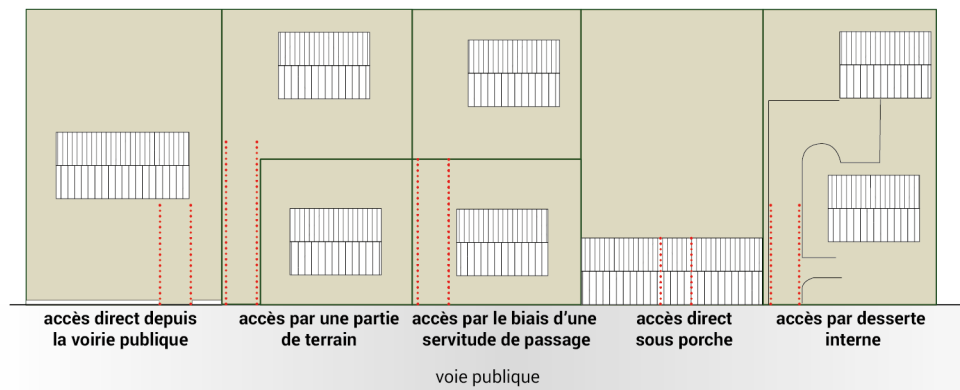 accès direct depuis
la voirie publique
accès par une partie
de terrain
accès par le biais d'une
servitude de passage
accès direct
sous porche
accès par desserte
interne
voie publique